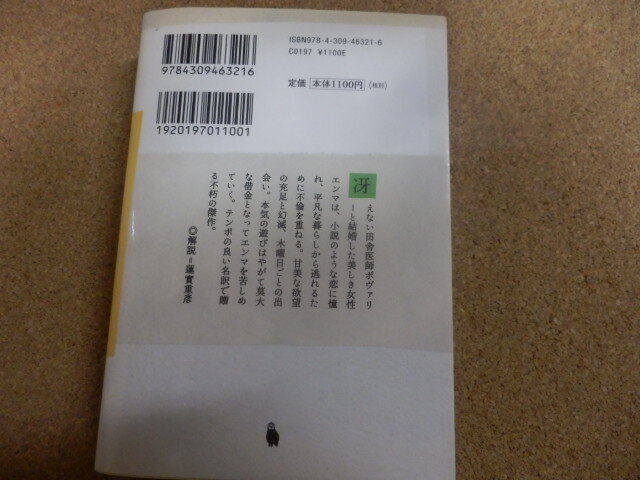 ISBN978-4-309-46321-6
C0197 ¥1100E
9784309463216
定価 本体1100円（税別）
1920197011001
冴えない田舎医師ボヴァリ
ーと結婚した美しき女性
エンマは、小説のような恋に憧
れ、平凡な暮らしから逃れるた
めに不倫を重ねる。甘美な欲望
の充足と幻滅、木曜日ごとの出
会い。本気の遊びはやがて莫大
な借金となってエンマを苦しめ
ていく。テンポの良い名訳で贈
る不朽の傑作。
◎解説＝蓮實重彦